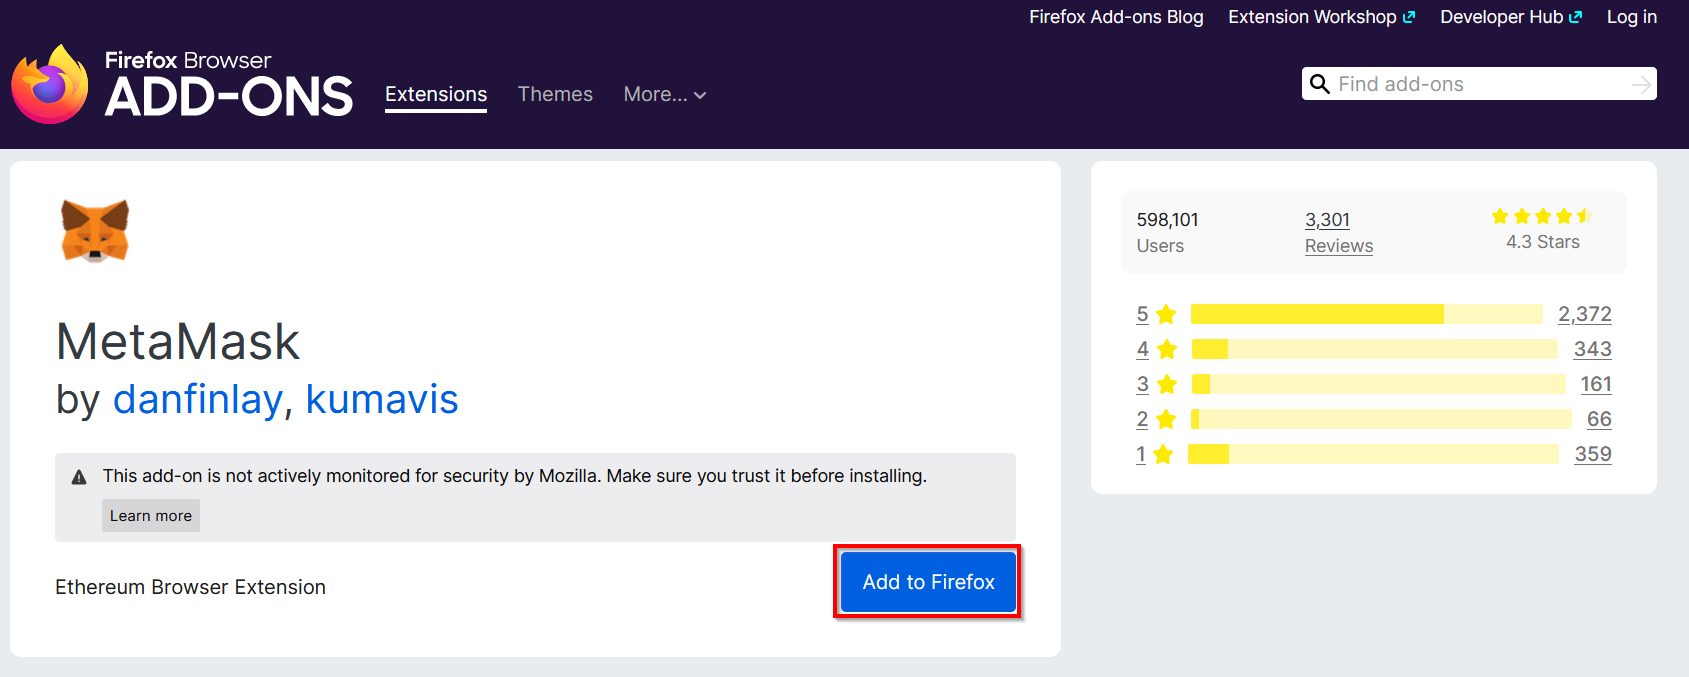 Firefox Add-ons Blog Extension Workshop Developer Hub Log in
Firefox Browser
ADD-ONS
Extensions Themes More...
Find add-ons
MetaMask
by danfinlay, kumavis
This add-on is not actively monitored for security by Mozilla. Make sure you trust it before installing.
Learn more
Ethereum Browser Extension
Add to Firefox
598,101 3,301
Users Reviews 4.3 Stars
5 2,372
4 343
3 161
2 66
1 359